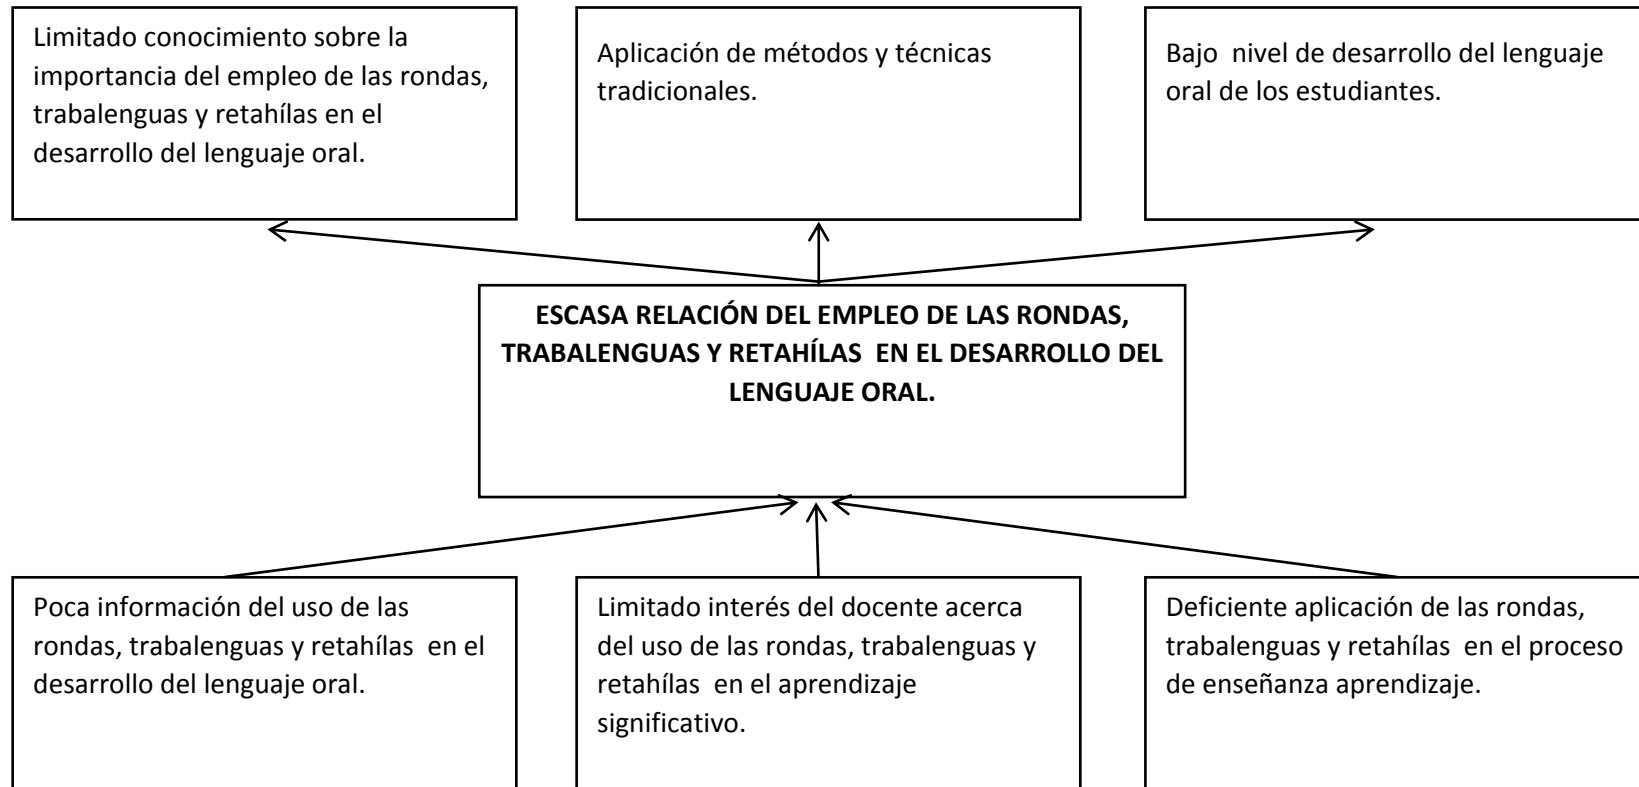 Limitado conocimiento sobre la
importancia del empleo de las rondas,
trabalenguas y retahílas en el
desarrollo del lenguaje oral.
Aplicación de métodos y técnicas
tradicionales.
Bajo nivel de desarrollo del lenguaje
oral de los estudiantes.
ESCASA RELACIÓN DEL EMPLEO DE LAS RONDAS,
TRABALENGUAS Y RETAHÍLAS EN EL DESARROLLO DEL
LENGUAJE ORAL.
Poca información del uso de las
rondas, trabalenguas y retahílas en el
desarrollo del lenguaje oral.
Limitado interés del docente acerca
del uso de las rondas, trabalenguas y
retahílas en el aprendizaje
significativo.
Deficiente aplicación de las rondas,
trabalenguas y retahílas en el proceso
de enseñanza aprendizaje.